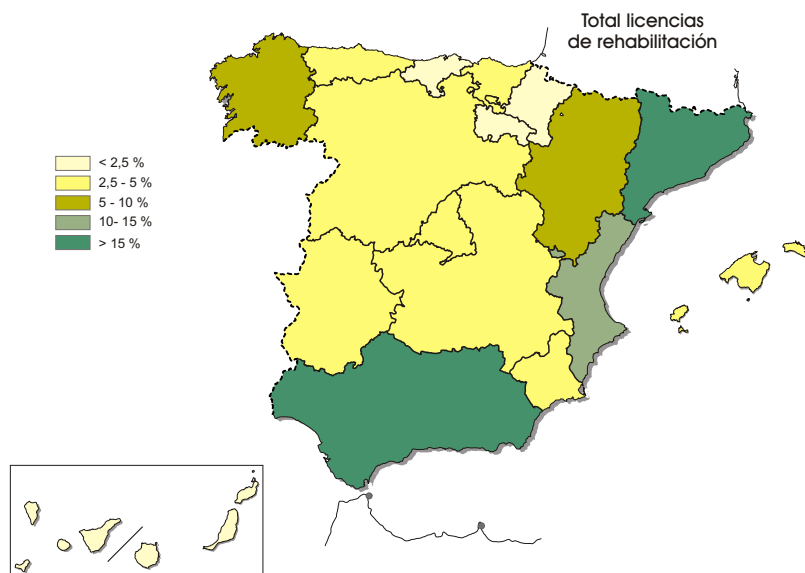 Total licencias
de rehabilitación
< 2,5 %
2,5 - 5 %
5 - 10 %
10- 15 %
> 15 %